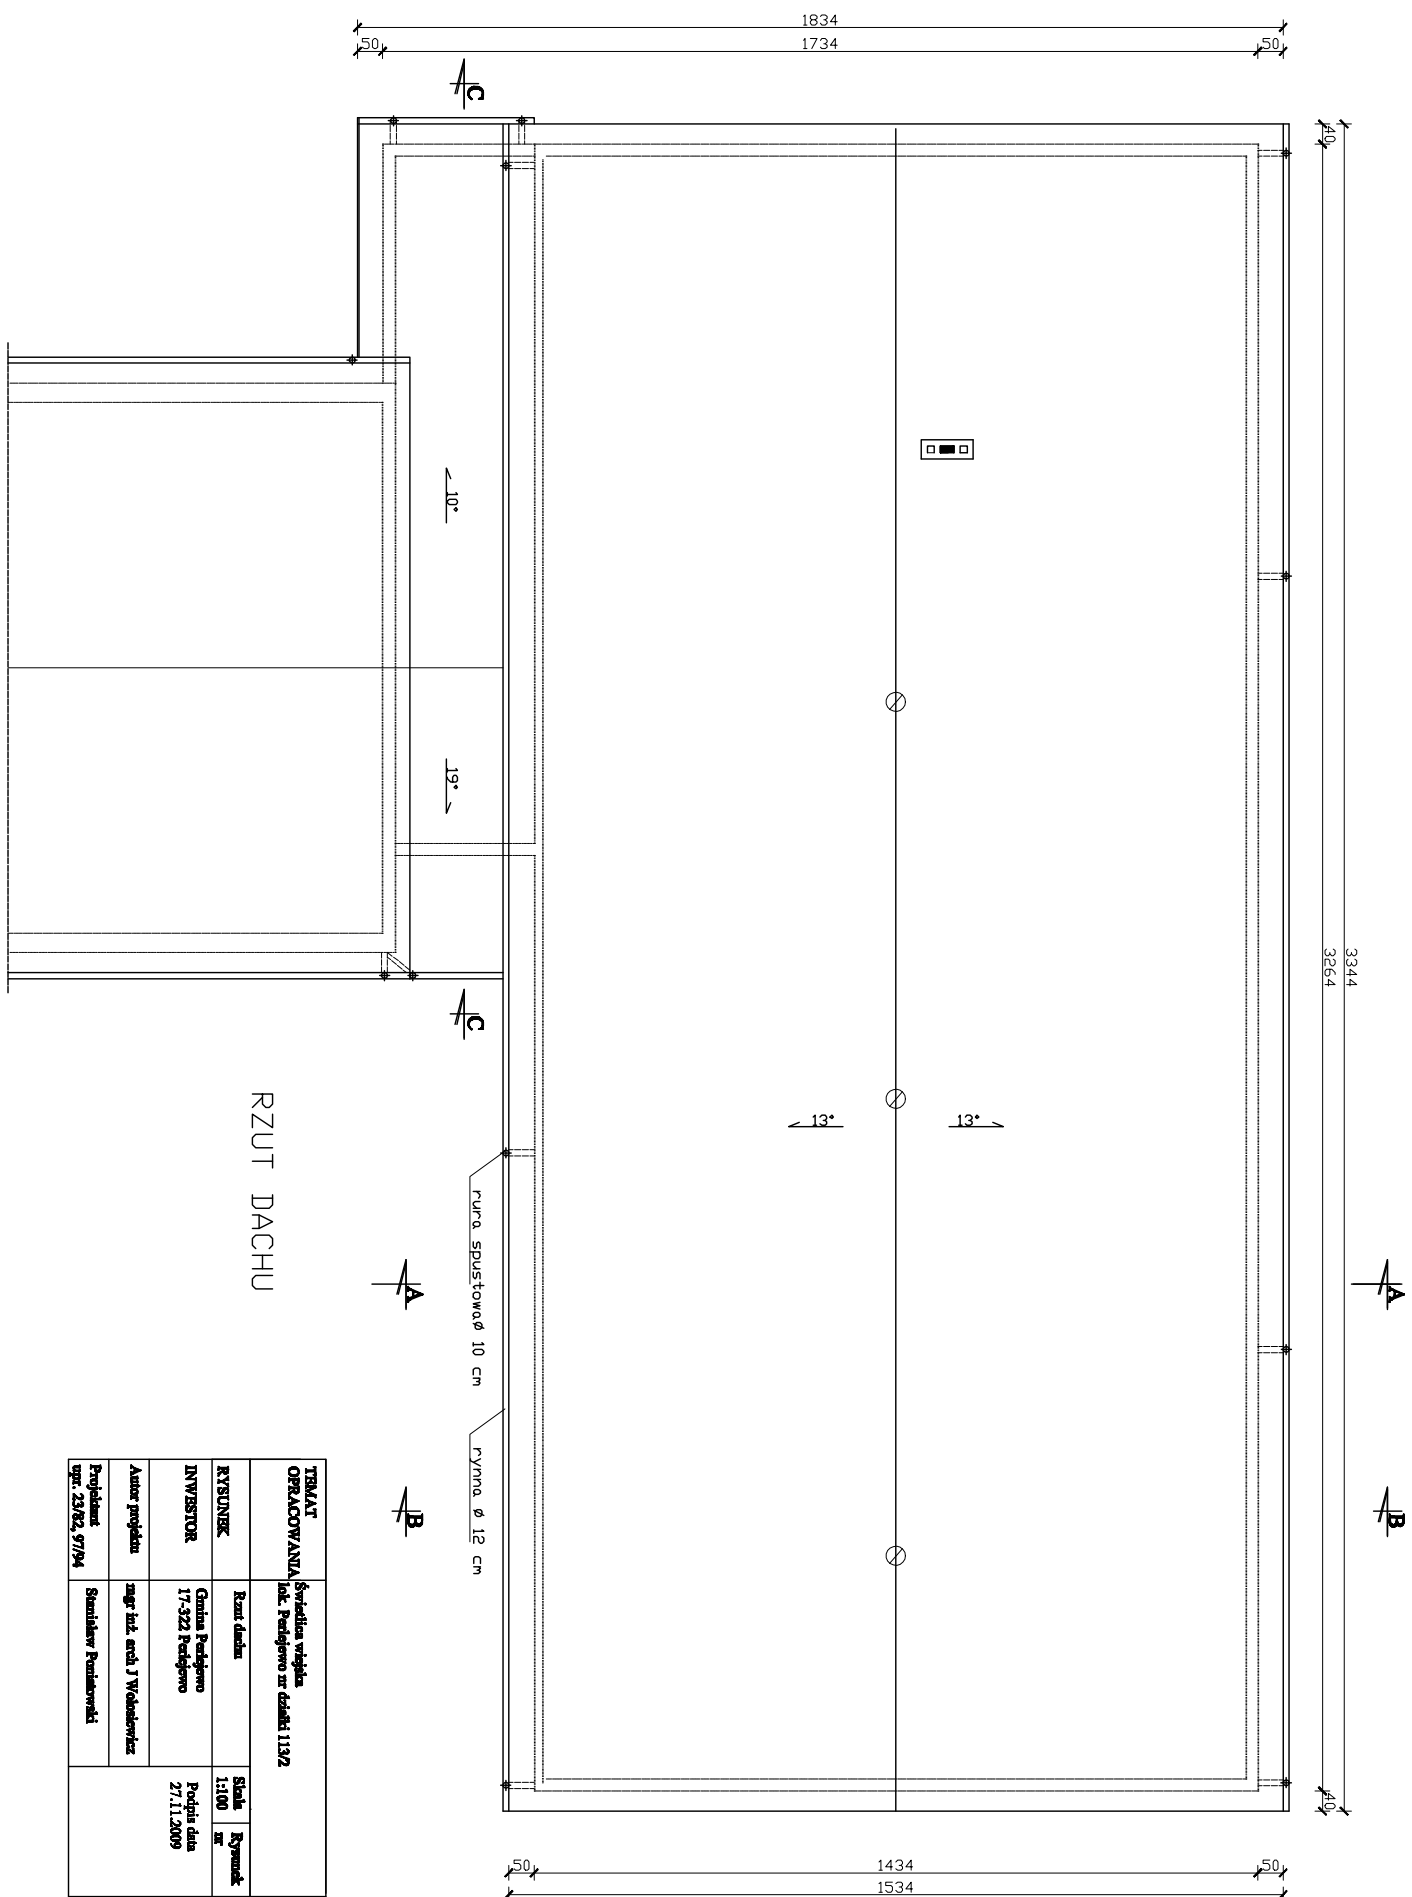 1834
50
1734
50
C
40
3344
3264
10°
19°
C
13°
13°
RZUT DACHU
rura spustowaø 10 cm
A
A
rynna ø 12 cm
B
B
40
50
1434
50
1534
TEMAT
OPRACOWANIA
Świetlica wiejska
lok. Perlejewo nr działki 113/2
RYSUNEK
Rzut dachu
Skala
1:100
Rysunek
nr
INWESTOR
Gmina Perlejewo
17-322 Perlejewo
Podpis data
27.11.2009
Autor projektu
mgr inż. arch J Wołosiewicz
Projektant
upr. 23/82, 97/94
Stanisław Poniatowski